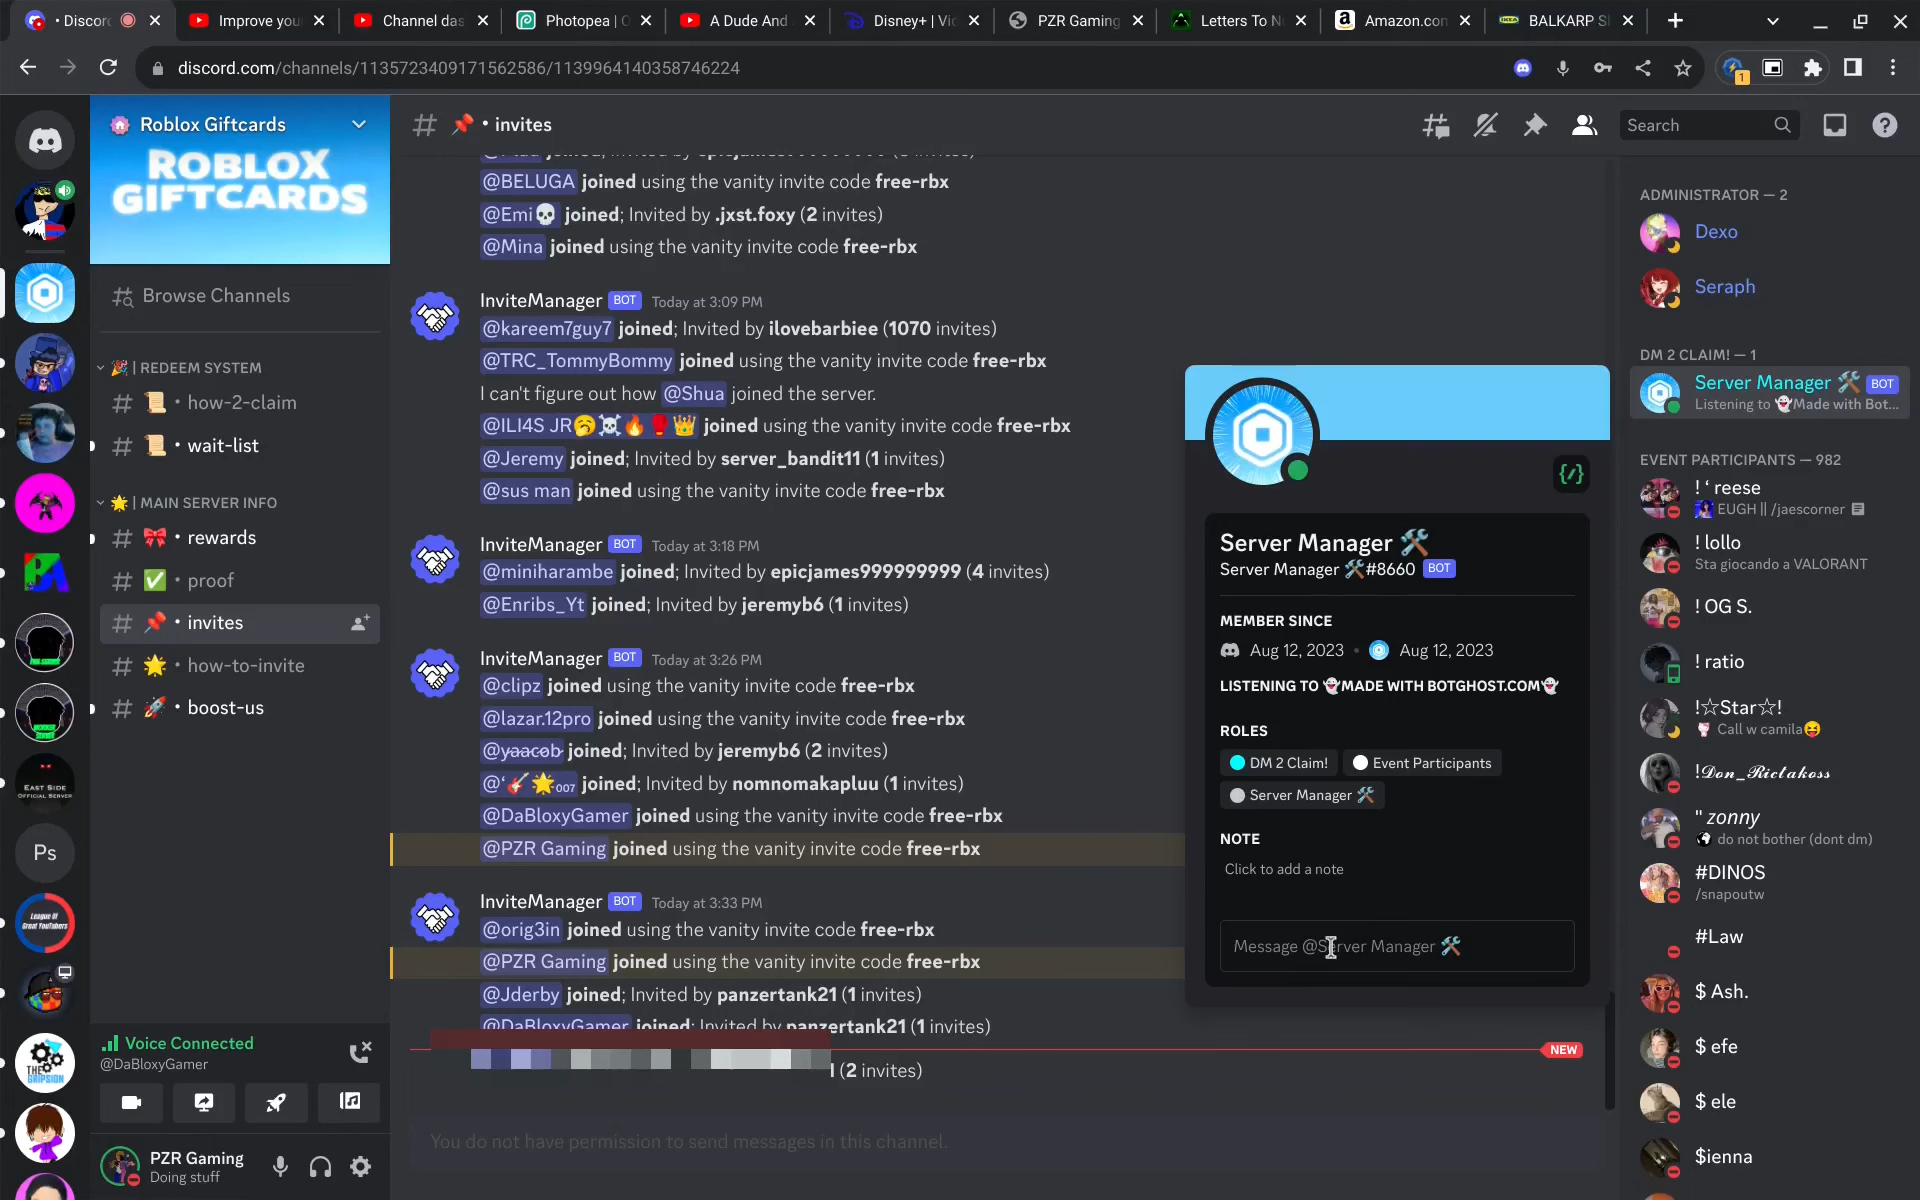 • Discord
Improve you
Channel das
Photopea | O
A Dude And
Disney+ | Vid
PZR Gaming
Letters To N
Amazon.com
BALKARP S
discord.com/channels/1135723409171562586/1139964140358746224
1
Roblox Giftcards
ROBLOX
GIFTCARDS
Browse Channels
🎉 | REDEEM SYSTEM
# 📜 • how-2-claim
# 📜 • wait-list
🌟 | MAIN SERVER INFO
# 🎀 • rewards
# ✅ • proof
# 📌 • invites
# 🌟 • how-to-invite
# 🚀 • boost-us
Voice Connected
@DaBloxyGamer
PZR Gaming
Doing stuff
Ps
EAST SIDE
OFFICIAL SERVER
League Of
Great YouTubers
THE
GRIPSION
# 📌 • invites
Search
@BELUGA joined using the vanity invite code free-rbx
@Emi💀 joined; Invited by .jxst.foxy (2 invites)
@Mina joined using the vanity invite code free-rbx
InviteManager BOT Today at 3:09 PM
@kareem7guy7 joined; Invited by ilovebarbiee (1070 invites)
@TRC_TommyBommy joined using the vanity invite code free-rbx
I can't figure out how @Shua joined the server.
@ILI4S JR🥱☠️🔥🥊👑 joined using the vanity invite code free-rbx
@Jeremy joined; Invited by server_bandit11 (1 invites)
@sus man joined using the vanity invite code free-rbx
InviteManager BOT Today at 3:18 PM
@miniharambe joined; Invited by epicjames999999999 (4 invites)
@Enribs_Yt joined; Invited by jeremyb6 (1 invites)
InviteManager BOT Today at 3:26 PM
@clipz joined using the vanity invite code free-rbx
@lazar.12pro joined using the vanity invite code free-rbx
@yaacob joined; Invited by jeremyb6 (2 invites)
@‘🎸🌟007 joined; Invited by nomnomakapluu (1 invites)
@DaBloxyGamer joined using the vanity invite code free-rbx
@PZR Gaming joined using the vanity invite code free-rbx
InviteManager BOT Today at 3:33 PM
@orig3in joined using the vanity invite code free-rbx
@PZR Gaming joined using the vanity invite code free-rbx
@Jderby joined; Invited by panzertank21 (1 invites)
@DaBloxyGamer joined; Invited by panzertank21 (1 invites)
NEW
(2 invites)
You do not have permission to send messages in this channel.
Server Manager 🛠️
Server Manager 🛠️#8660 BOT
MEMBER SINCE
Aug 12, 2023 • Aug 12, 2023
LISTENING TO 👻MADE WITH BOTGHOST.COM👻
ROLES
DM 2 Claim! Event Participants
Server Manager 🛠️
NOTE
Click to add a note
Message @Server Manager 🛠️
ADMINISTRATOR — 2
Dexo
Seraph
DM 2 CLAIM! — 1
Server Manager 🛠️ BOT
Listening to 👻Made with Bot...
EVENT PARTICIPANTS — 982
! ‘ reese
EUGH || /jaescorner
! lollo
Sta giocando a VALORANT
! OG S.
! ratio
!☆Star☆!
Call w camila😝
!𝓓𝓸𝓷_𝓡𝓲𝓬𝓽𝓪𝓴𝓸𝓼𝓼
" zonny
do not bother (dont dm)
#DINOS
/snapoutw
#Law
$ Ash.
$ efe
$ ele
$ienna